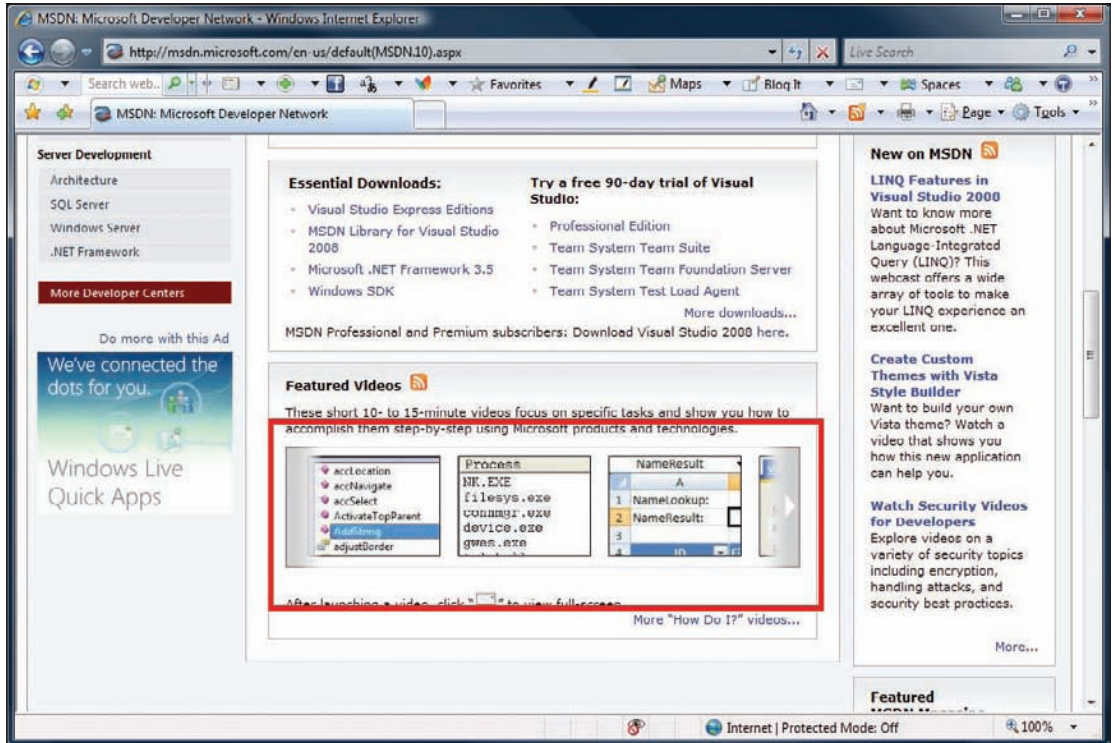 MSDN: Microsoft Developer Network - Windows Internet Explorer
http://msdn.microsoft.com/en-us/default(MSDN.10).aspx
Live Search
Search web..
Favorites
Maps
Blog It
Spaces
MSDN: Microsoft Developer Network
Page
Tools
Server Development
Architecture
SQL Server
Windows Server
.NET Framework
More Developer Centers
Do more with this Ad
We've connected the
dots for you.
Windows Live
Quick Apps
Essential Downloads:
Visual Studio Express Editions
MSDN Library for Visual Studio
2008
Microsoft .NET Framework 3.5
Windows SDK
Try a free 90-day trial of Visual
Studio:
Professional Edition
Team System Team Suite
Team System Team Foundation Server
Team System Test Load Agent
More downloads...
MSDN Professional and Premium subscribers: Download Visual Studio 2008 here.
Featured Videos
These short 10- to 15-minute videos focus on specific tasks and show you how to
accomplish them step-by-step using Microsoft products and technologies.
accLocation
accNavigate
accSelect
ActivateTopParent
AddString
adjustBorder
Process
NK.EXE
filesys.exe
connmgr.exe
device.exe
gwes.exe
NameResult
A
1 NameLookup:
2 NameResult:
3
4 ID
After launching a video, click " " to view full-screen
More "How Do I?" videos...
New on MSDN
LINQ Features in
Visual Studio 2008
Want to know more
about Microsoft .NET
Language-Integrated
Query (LINQ)? This
webcast offers a wide
array of tools to make
your LINQ experience an
excellent one.
Create Custom
Themes with Vista
Style Builder
Want to build your own
Vista theme? Watch a
video that shows you
how this new application
can help you.
Watch Security Videos
for Developers
Explore videos on a
variety of security topics
including encryption,
handling attacks, and
security best practices.
More...
Featured
MSDN Magazine
Internet | Protected Mode: Off
100%